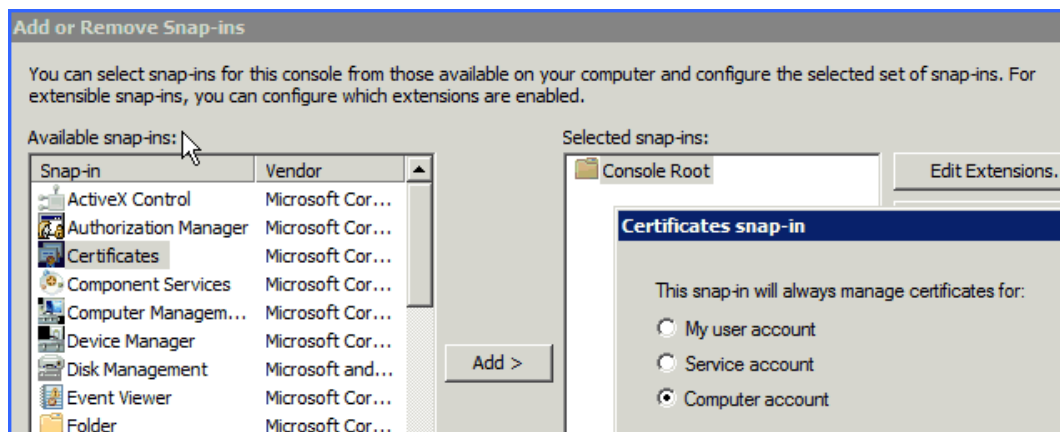 Add or Remove Snap-ins
You can select snap-ins for this console from those available on your computer and configure the selected set of snap-ins. For
extensible snap-ins, you can configure which extensions are enabled.
Available snap-ins:
Snap-in Vendor
ActiveX Control Microsoft Cor...
Authorization Manager Microsoft Cor...
Certificates Microsoft Cor...
Component Services Microsoft Cor...
Computer Managem... Microsoft Cor...
Device Manager Microsoft Cor...
Disk Management Microsoft and...
Event Viewer Microsoft Cor...
Folder Microsoft Cor...
Add >
Selected snap-ins:
Console Root
Edit Extensions.
Certificates snap-in
This snap-in will always manage certificates for:
My user account
Service account
Computer account